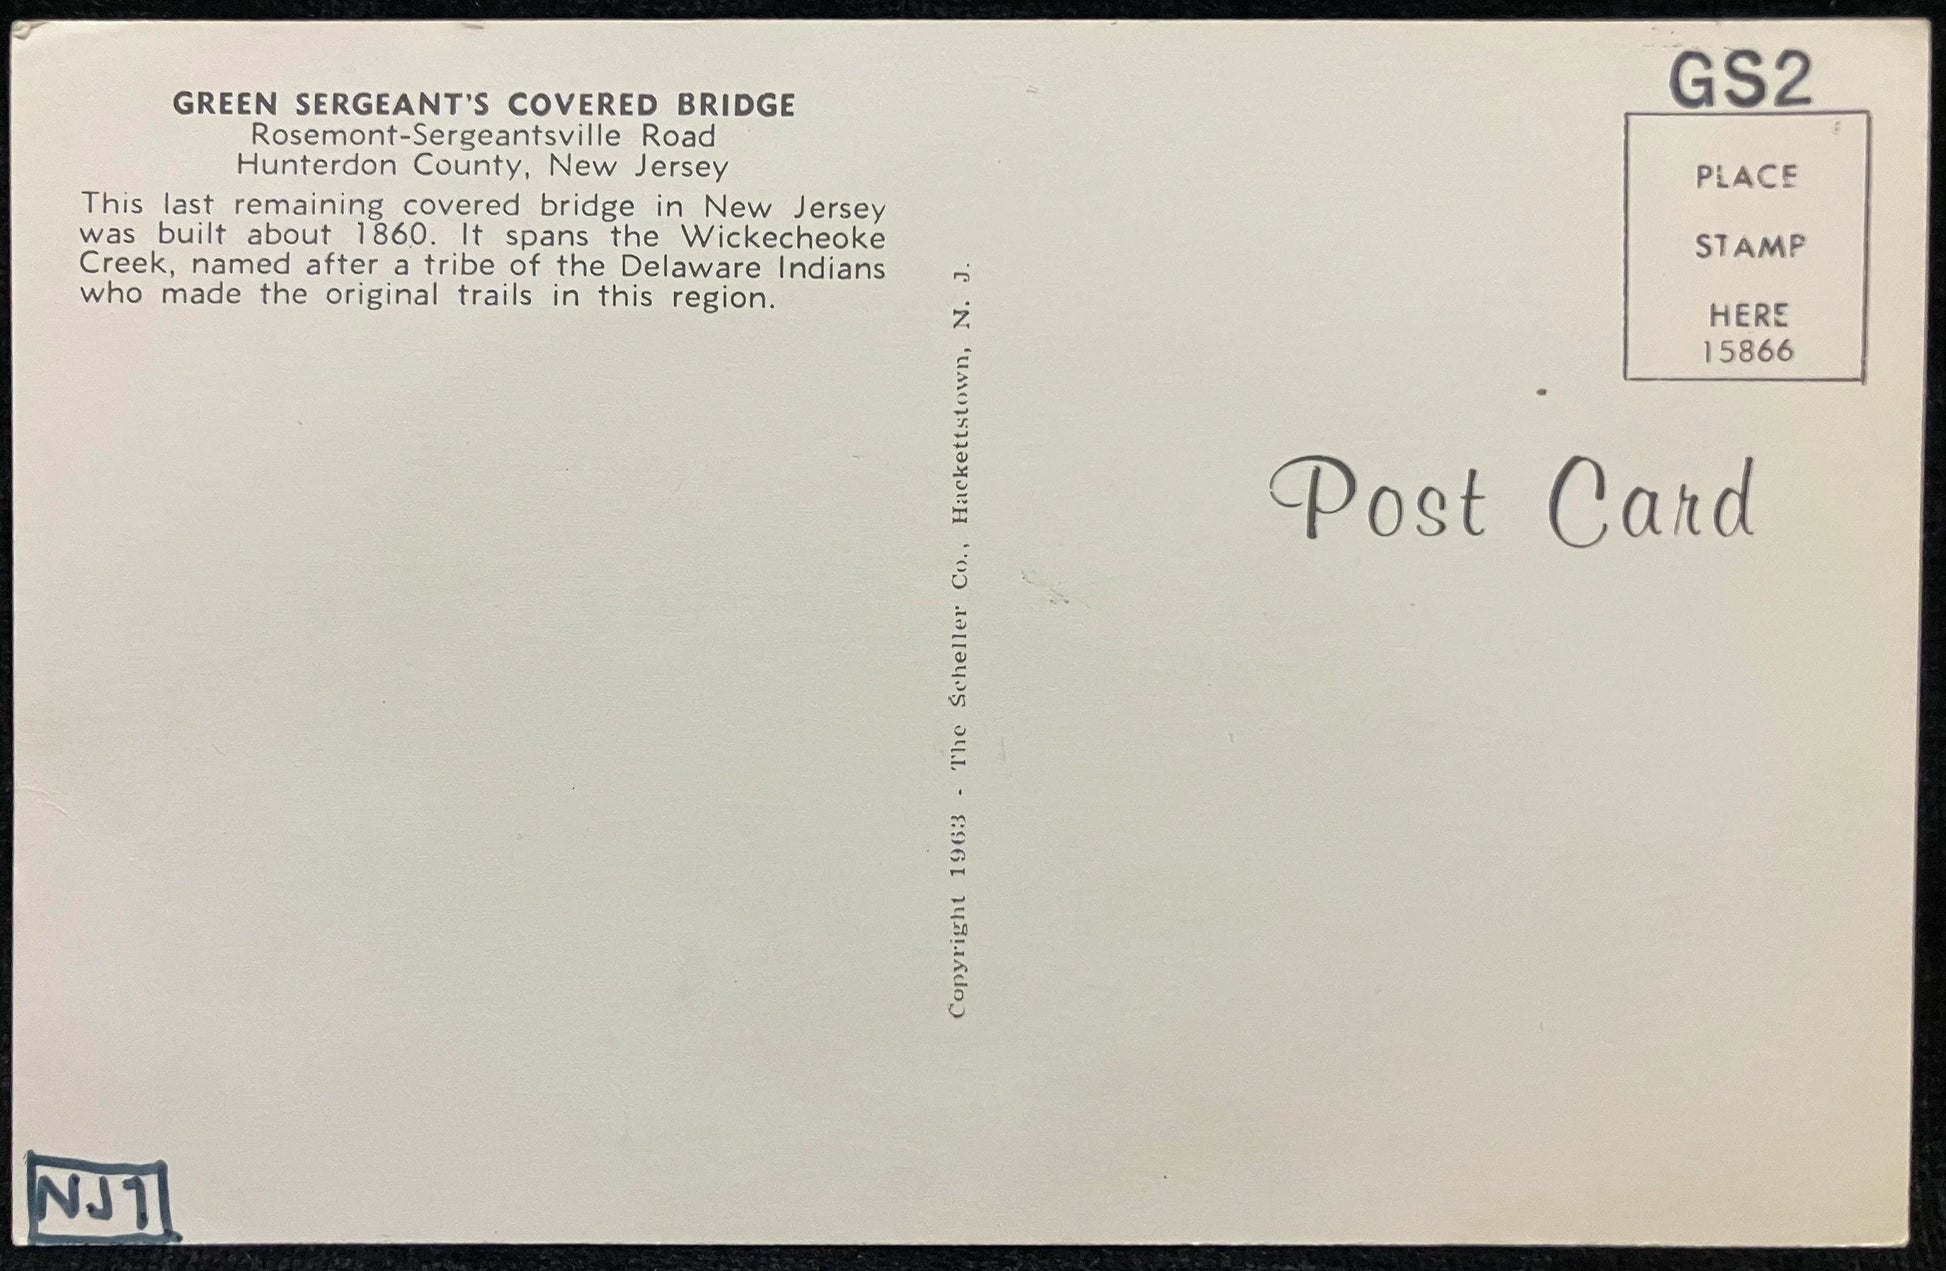 GREEN SERGEANT'S COVERED BRIDGE
Rosemont-Sergeantsville Road
Hunterdon County, New Jersey
This last remaining covered bridge in New Jersey
was built about 1860. It spans the Wickecheoke
Creek, named after a tribe of the Delaware Indians
who made the original trails in this region.
Copyright 1963 - The Scheller Co., Hackettstown, N. J.
GS2
PLACE
STAMP
HERE
15866
Post Card
NJ1